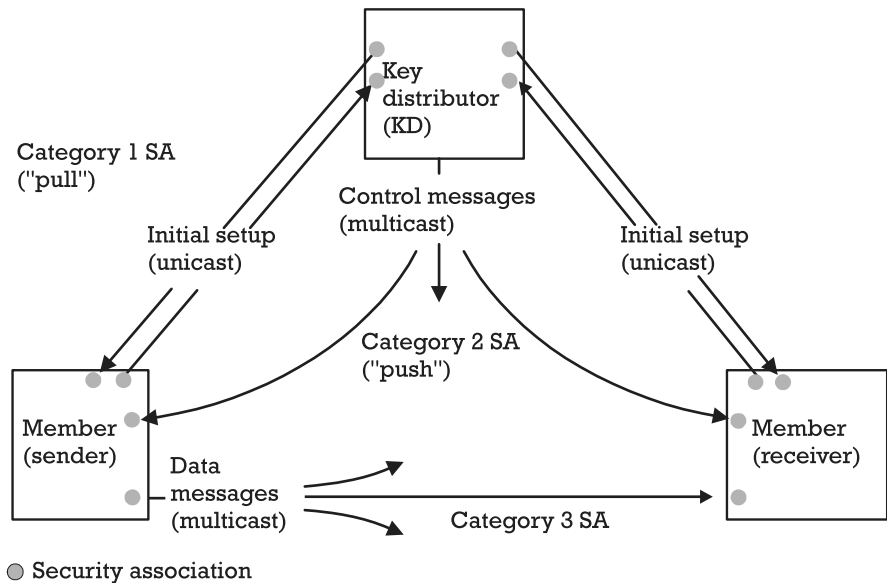 Key
distributor
(KD)
Category 1 SA
("pull")
Control messages
(multicast)
Initial setup
(unicast)
Initial setup
(unicast)
Category 2 SA
("push")
Member
(sender)
Member
(receiver)
Data
messages
(multicast)
Category 3 SA
Security association